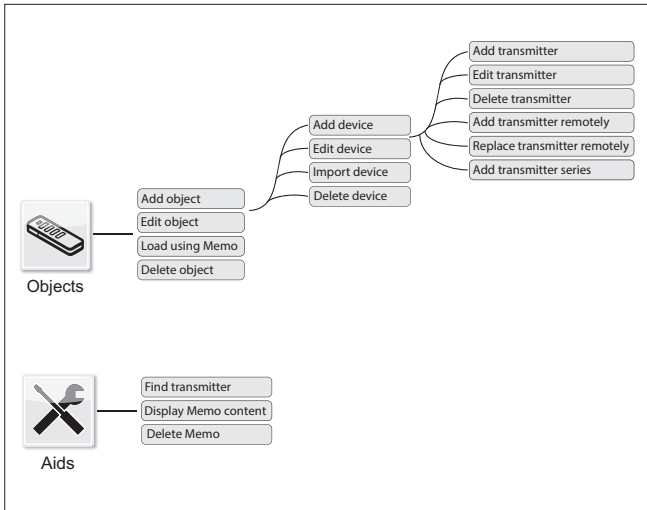 Add transmitter
Edit transmitter
Delete transmitter
Add transmitter remotely
Replace transmitter remotely
Add transmitter series
Add device
Edit device
Import device
Delete device
Add object
Edit object
Load using Memo
Delete object
Objects
Find transmitter
Display Memo content
Delete Memo
Aids